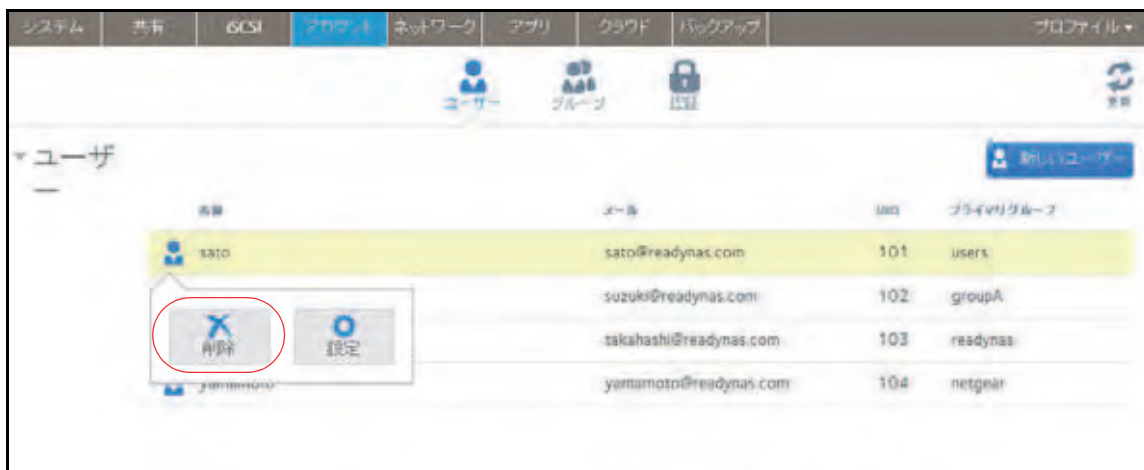 システム 共有 iSCSI アカウント ネットワーク アプリ クラウド バックアップ プロファイル
ユーザー グループ 認証 更新
ユーザー
新しいユーザー
名前 メール UID プライマリグループ
sato sato@readynas.com 101 users
suzuki@readynas.com 102 groupA
削除 設定 takahashi@readynas.com 103 readynas
yamamoto yamamoto@readynas.com 104 netgear